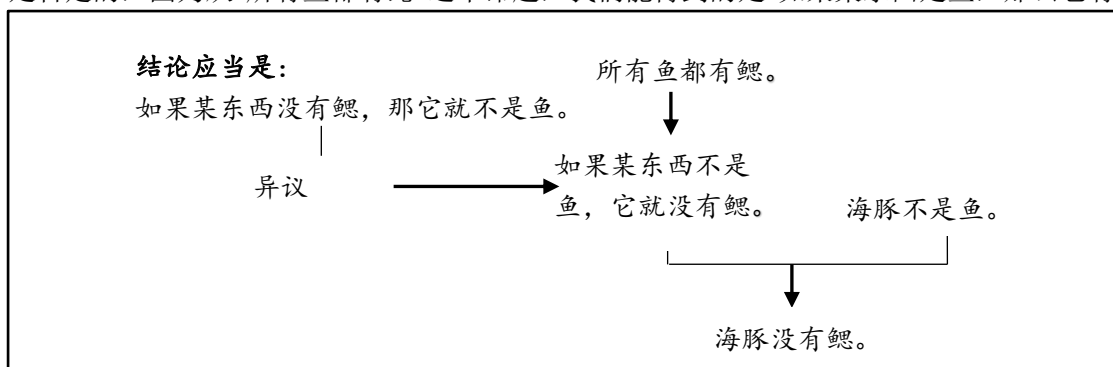 结论应当是:
所有鱼都有鳃。
如果某东西没有鳃，那它就不是鱼。
异议
如果某东西不是
鱼，它就没有鳃。
海豚不是鱼。
海豚没有鳃。